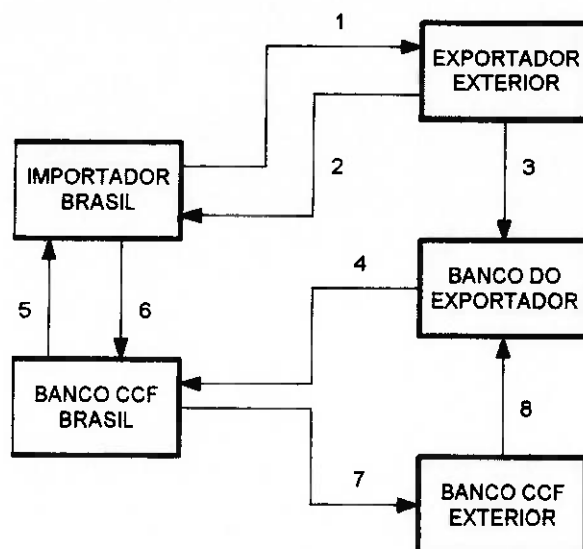 1
EXPORTADOR
EXTERIOR
2
3
IMPORTADOR
BRASIL
4
BANCO DO
EXPORTADOR
5
6
BANCO CCF
BRASIL
8
7
BANCO CCF
EXTERIOR